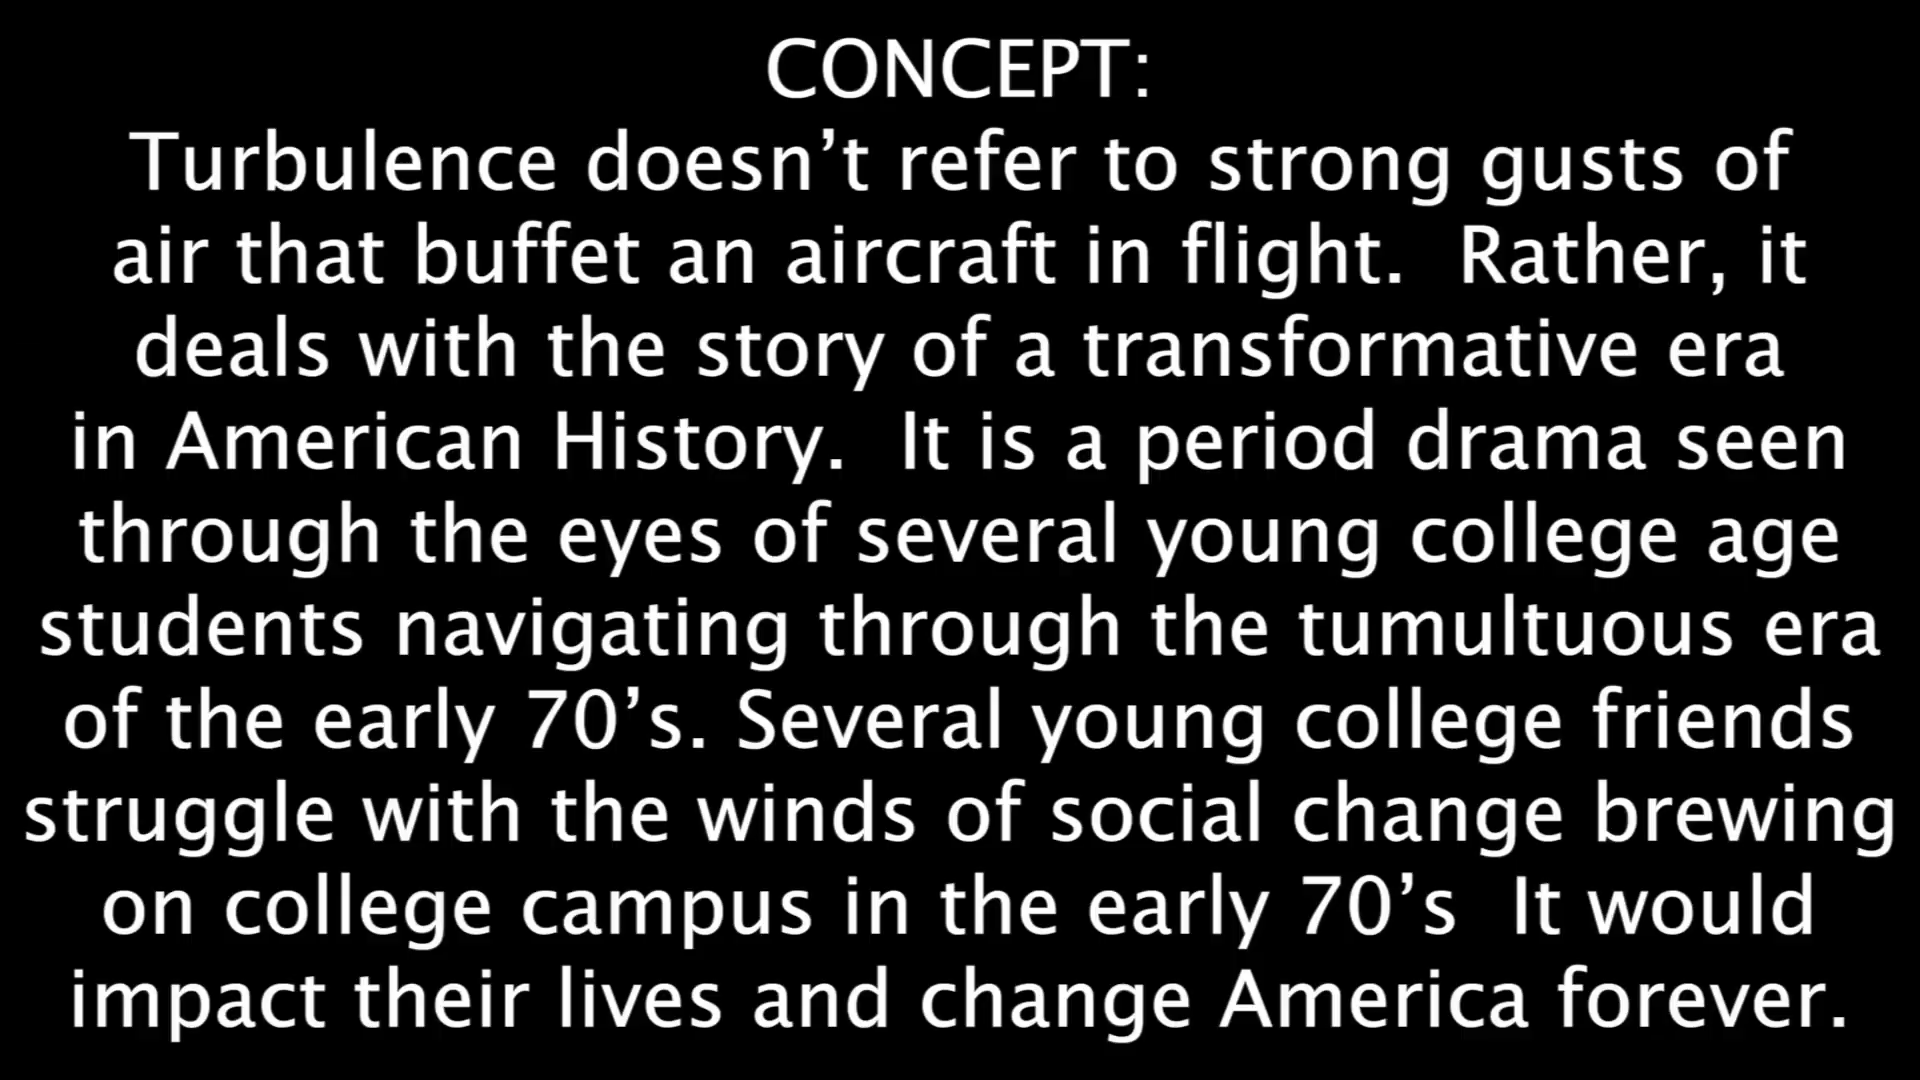 CONCEPT:
Turbulence doesn’t refer to strong gusts of
air that buffet an aircraft in flight.  Rather, it
deals with the story of a transformative era
in American History.  It is a period drama seen
through the eyes of several young college age
students navigating through the tumultuous era
of the early 70’s. Several young college friends
struggle with the winds of social change brewing
on college campus in the early 70’s  It would
impact their lives and change America forever.